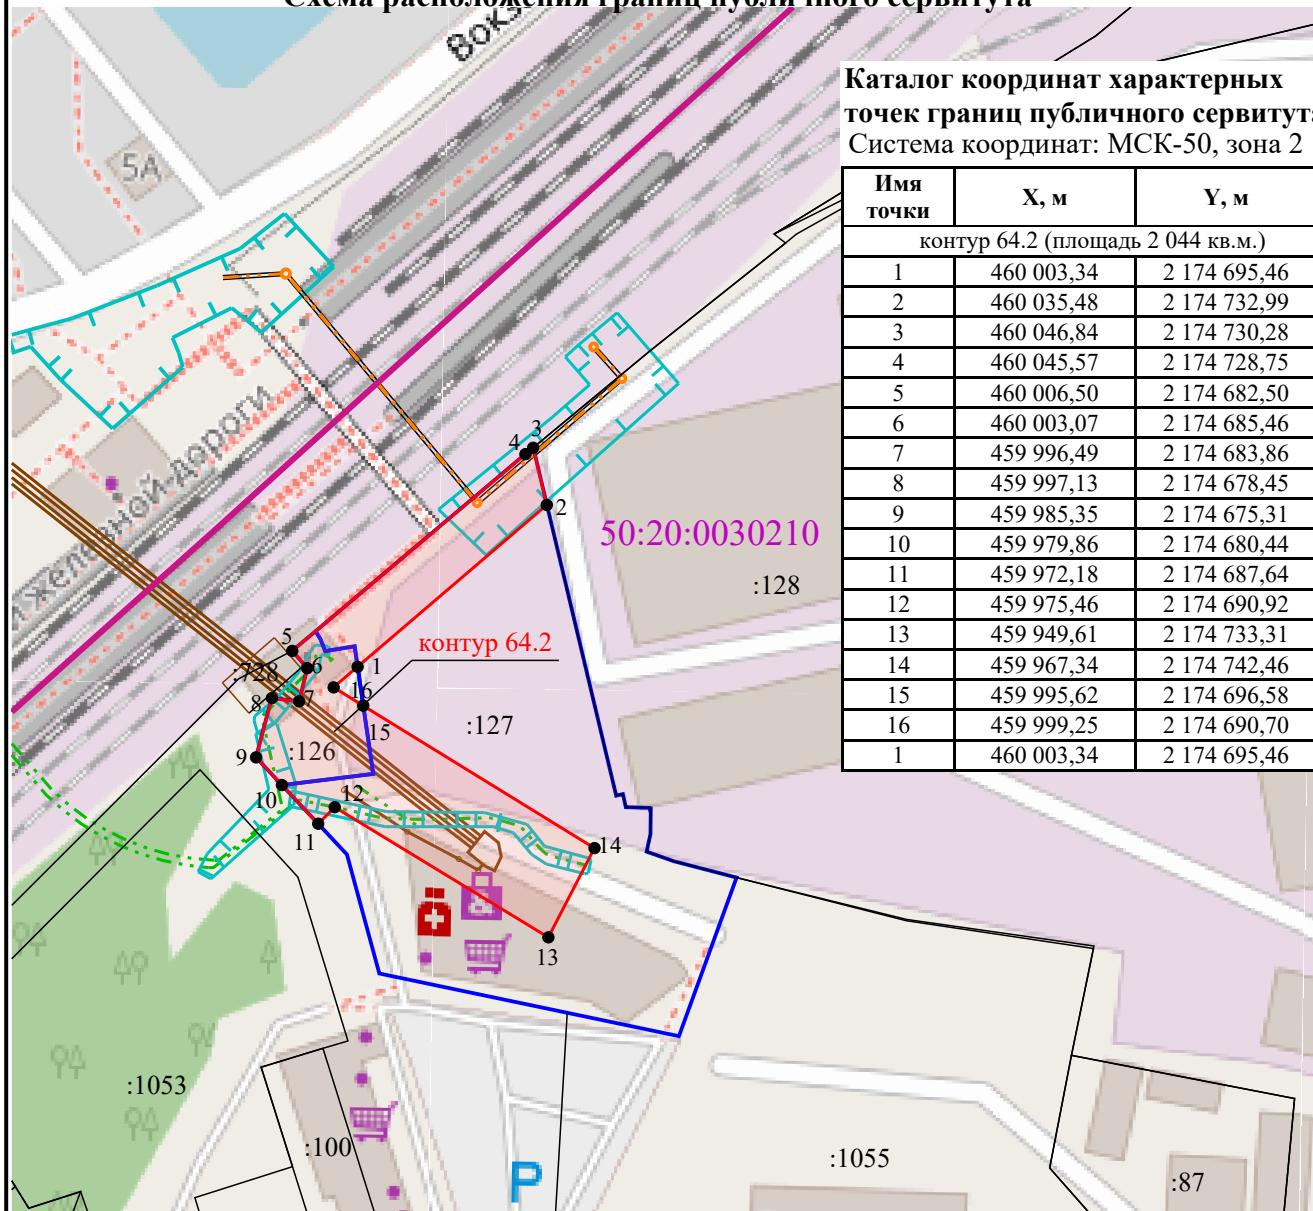 Схема расположения границ публичного сервитута
Каталог координат характерных
точек границ публичного сервитута
Система координат: МСК-50, зона 2
Имя точки X, м Y, м
контур 64.2 (площадь 2 044 кв.м.)
1 460 003,34 2 174 695,46
2 460 035,48 2 174 732,99
3 460 046,84 2 174 730,28
4 460 045,57 2 174 728,75
5 460 006,50 2 174 682,50
6 460 003,07 2 174 685,46
7 459 996,49 2 174 683,86
8 459 997,13 2 174 678,45
9 459 985,35 2 174 675,31
10 459 979,86 2 174 680,44
11 459 972,18 2 174 687,64
12 459 975,46 2 174 690,92
13 459 949,61 2 174 733,31
14 459 967,34 2 174 742,46
15 459 995,62 2 174 696,58
16 459 999,25 2 174 690,70
1 460 003,34 2 174 695,46
Вокз
5А
железной дороги
3
4
2
50:20:0030210
:128
5
контур 64.2
1
6
:728
16
7
8
15
:127
:126
9
10
12
11
14
13
:1053
:100
P
:1055
:87